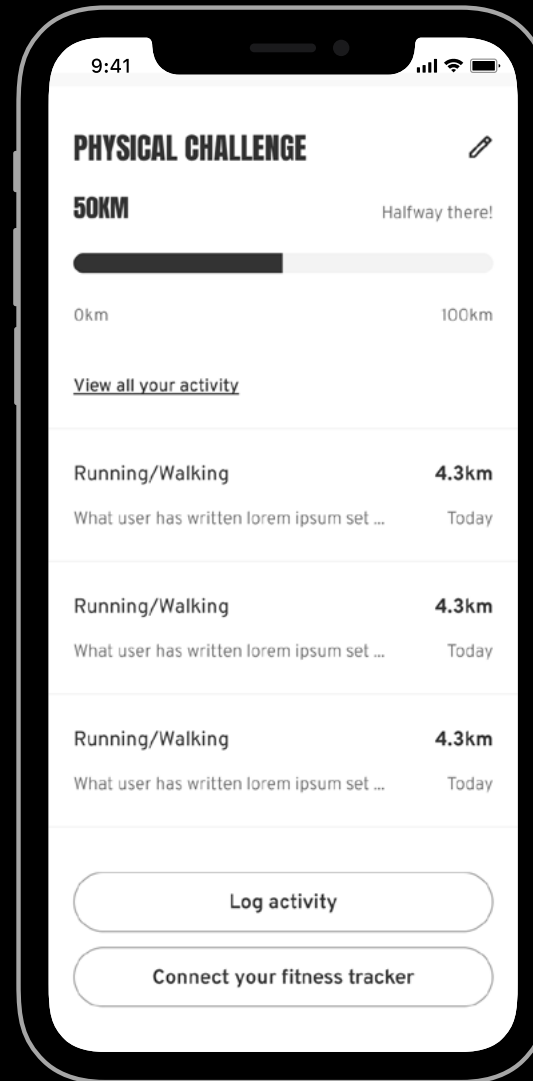 9:41
PHYSICAL CHALLENGE
50KM
Halfway there!
0km
100km
View all your activity
Running/Walking
4.3km
What user has written lorem ipsum set ...
Today
Running/Walking
4.3km
What user has written lorem ipsum set ...
Today
Running/Walking
4.3km
What user has written lorem ipsum set ...
Today
Log activity
Connect your fitness tracker